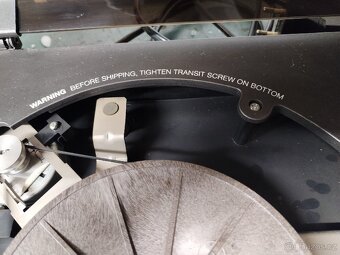 WARNING BEFORE SHIPPING, TIGHTEN TRANSIT SCREW ON BOTTOM